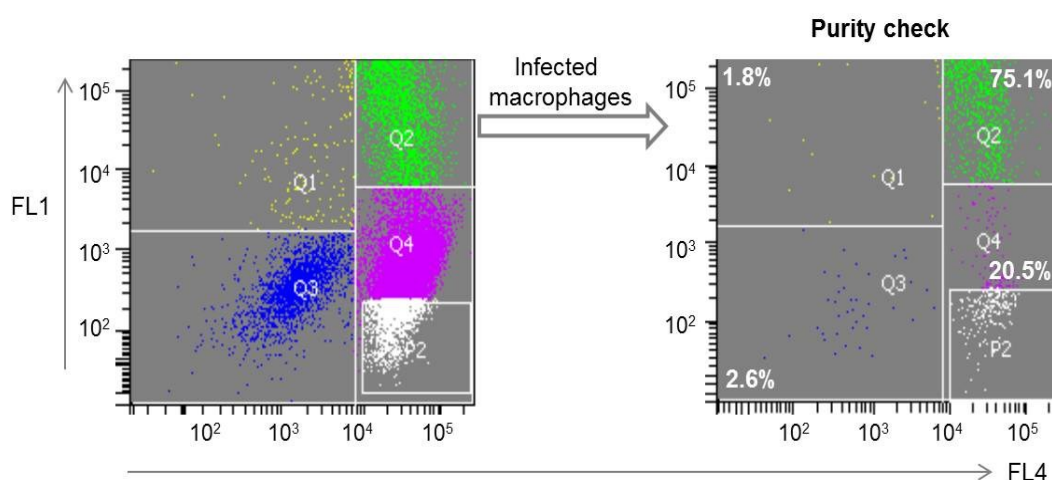 Purity check
Infected
macrophages
FL1
10⁵
10⁴
10³
10²
Q1
Q2
Q3
Q4
P2
10² 10³ 10⁴ 10⁵
1.8%
75.1%
10⁵
10⁴
10³
10²
Q1
Q2
Q3
Q4
20.5%
P2
2.6%
10² 10³ 10⁴ 10⁵
FL4